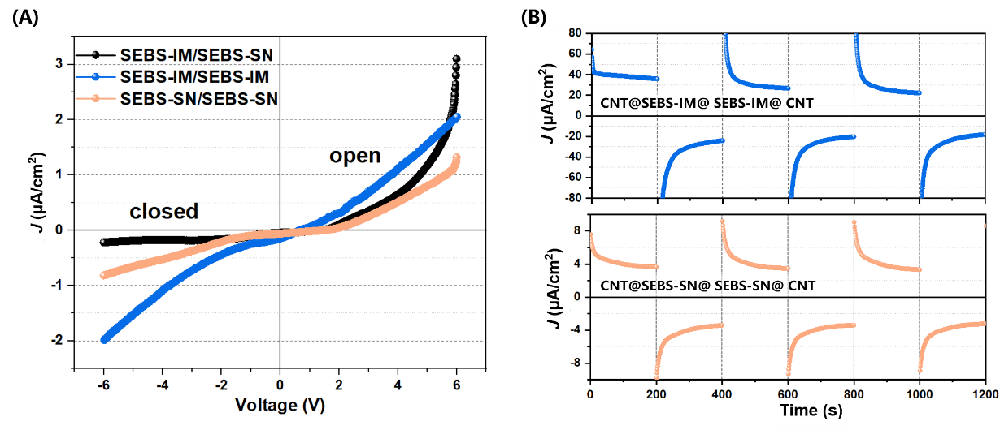 (A)
SEBS-IM/SEBS-SN
SEBS-IM/SEBS-IM
SEBS-SN/SEBS-SN
open
closed
J (μA/cm2)
3
2
1
0
-1
-2
-6
-4
-2
0
2
4
6
Voltage (V)
(B)
J (μA/cm2)
80
60
40
20
0
-20
-40
-60
-80
CNT@SEBS-IM@ SEBS-IM@ CNT
J (μA/cm2)
8
4
0
-4
-8
CNT@SEBS-SN@ SEBS-SN@ CNT
0
200
400
600
800
1000
1200
Time (s)